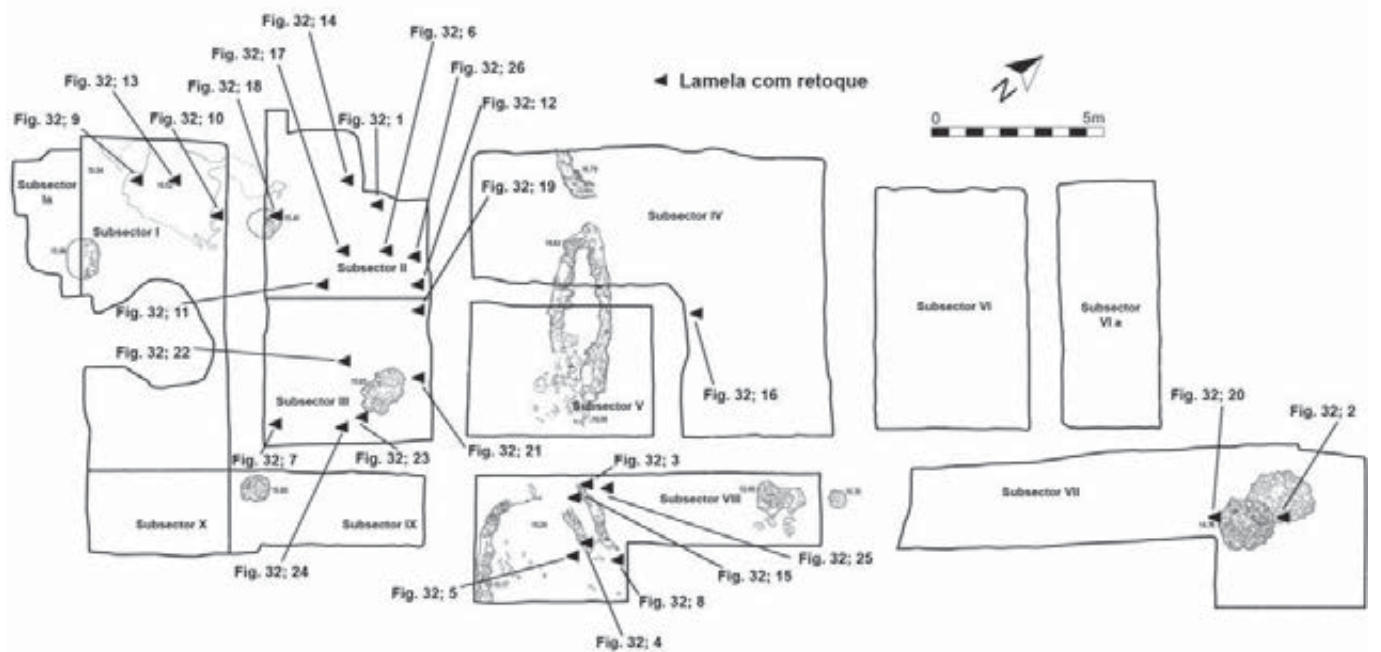 Fig. 32; 14
Fig. 32; 6
Fig. 32; 17
Fig. 32; 26
Fig. 32; 13
Fig. 32; 18
Lamela com retoque
Fig. 32; 12
Fig. 32; 9
Fig. 32; 10
Fig. 32; 1
N
0 5m
Fig. 32; 19
Subsector
Ia
Subsector I
Subsector IV
Subsector II
Fig. 32; 11
Subsector VI
Subsector
VI a
Fig. 32; 22
Subsector III
Subsector V
Fig. 32; 16
Fig. 32; 20
Fig. 32; 2
Fig. 32; 7
Fig. 32; 23
Fig. 32; 21
Fig. 32; 3
Subsector VIII
Subsector VII
Subsector X
Subsector IX
Fig. 32; 24
Fig. 32; 15
Fig. 32; 25
Fig. 32; 5
Fig. 32; 8
Fig. 32; 4